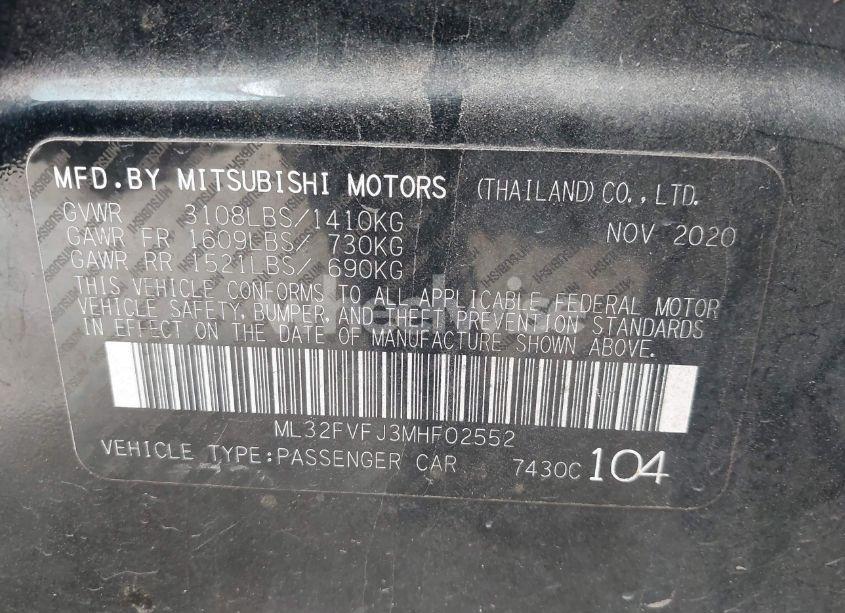 MFD.BY MITSUBISHI MOTORS (THAILAND) CO., LTD.
GVWR 3108LBS/1410KG NOV 2020
GAWR FR 1609LBS/ 730KG
GAWR RR 1521LBS/ 690KG
THIS VEHICLE CONFORMS TO ALL APPLICABLE FEDERAL MOTOR
VEHICLE SAFETY, BUMPER, AND THEFT PREVENTION STANDARDS
IN EFFECT ON THE DATE OF MANUFACTURE SHOWN ABOVE.
ML32FVFJ3MHF02552
VEHICLE TYPE:PASSENGER CAR 7430C 104